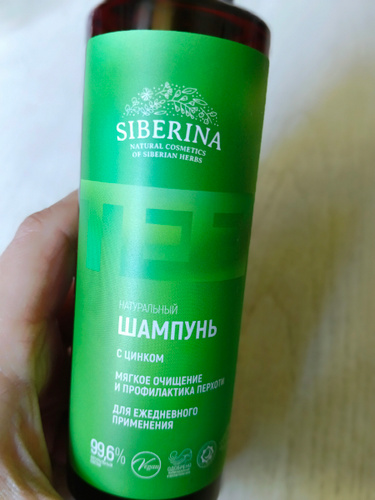 SIBERINA
NATURAL COSMETICS
OF SIBERIAN HERBS
НАТУРАЛЬНЫЙ
ШАМПУНЬ
С ЦИНКОМ
МЯГКОЕ ОЧИЩЕНИЕ
И ПРОФИЛАКТИКА ПЕРХОТИ
ДЛЯ ЕЖЕДНЕВНОГО
ПРИМЕНЕНИЯ
99,6%
Vegan